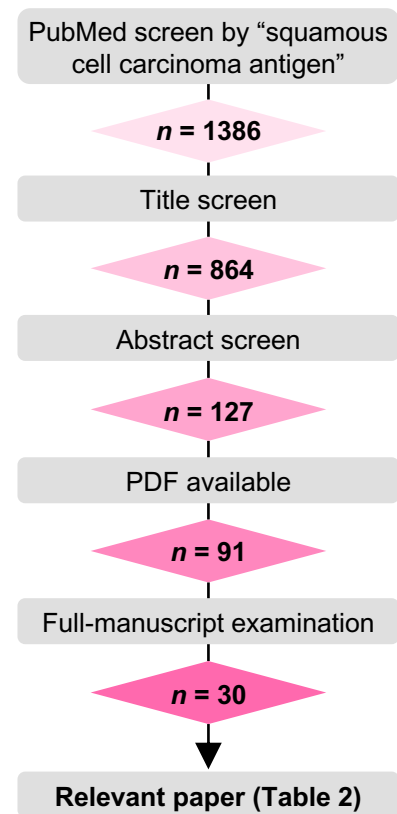 PubMed screen by “squamous
cell carcinoma antigen”
n = 1386
Title screen
n = 864
Abstract screen
n = 127
PDF available
n = 91
Full-manuscript examination
n = 30
Relevant paper (Table 2)